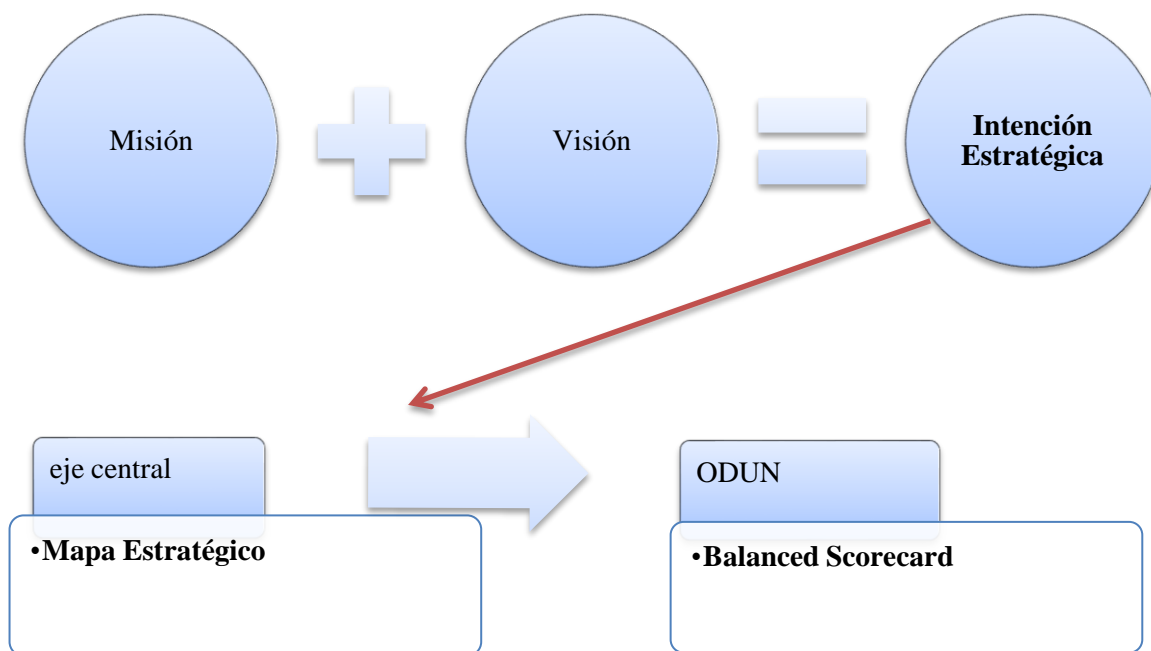 Misión
Visión
Intención
Estratégica
eje central
•Mapa Estratégico
ODUN
•Balanced Scorecard